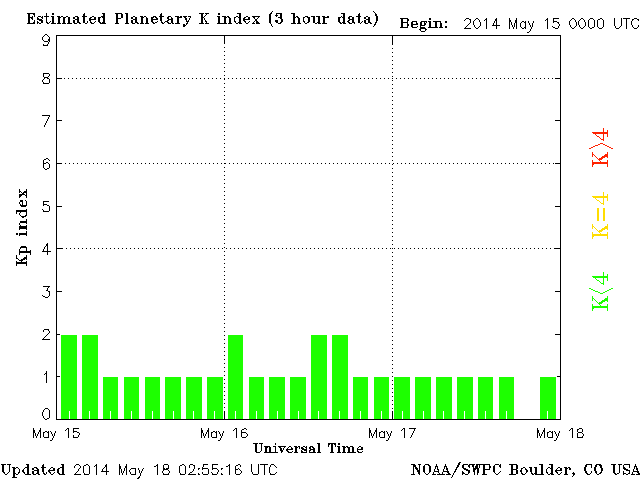 Estimated Planetary K index (3 hour data) Begin: 2014 May 15 0000 UTC
9
8
7
6
5
4
3
2
1
0
Kp index
K>4
K=4
K<4
May 15 May 16 May 17 May 18
Universal Time
Updated 2014 May 18 02:55:16 UTC NOAA/SWPC Boulder, CO USA